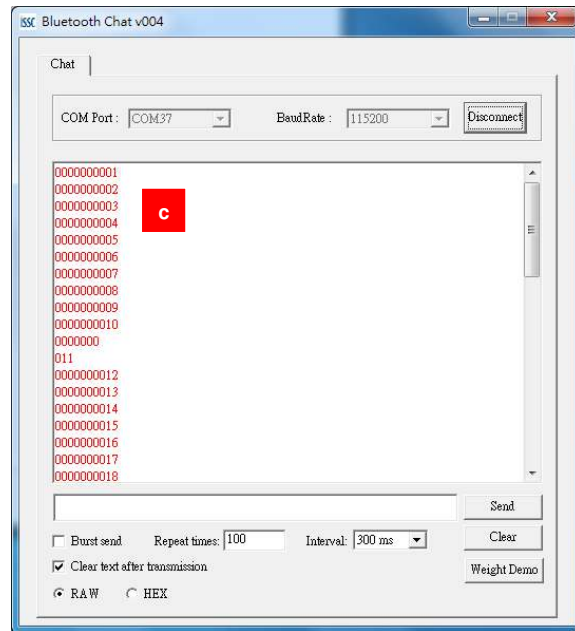 ISSC Bluetooth Chat v004
Chat
COM Port : COM37 BaudRate : 115200 Disconnect
0000000001
0000000002
0000000003
c
0000000004
0000000005
0000000006
0000000007
0000000008
0000000009
0000000010
0000000
011
0000000012
0000000013
0000000014
0000000015
0000000016
0000000017
0000000018
Send
Burst send Repeat times: 100 Interval: 300 ms Clear
Clear text after transmission Weight Demo
RAW HEX